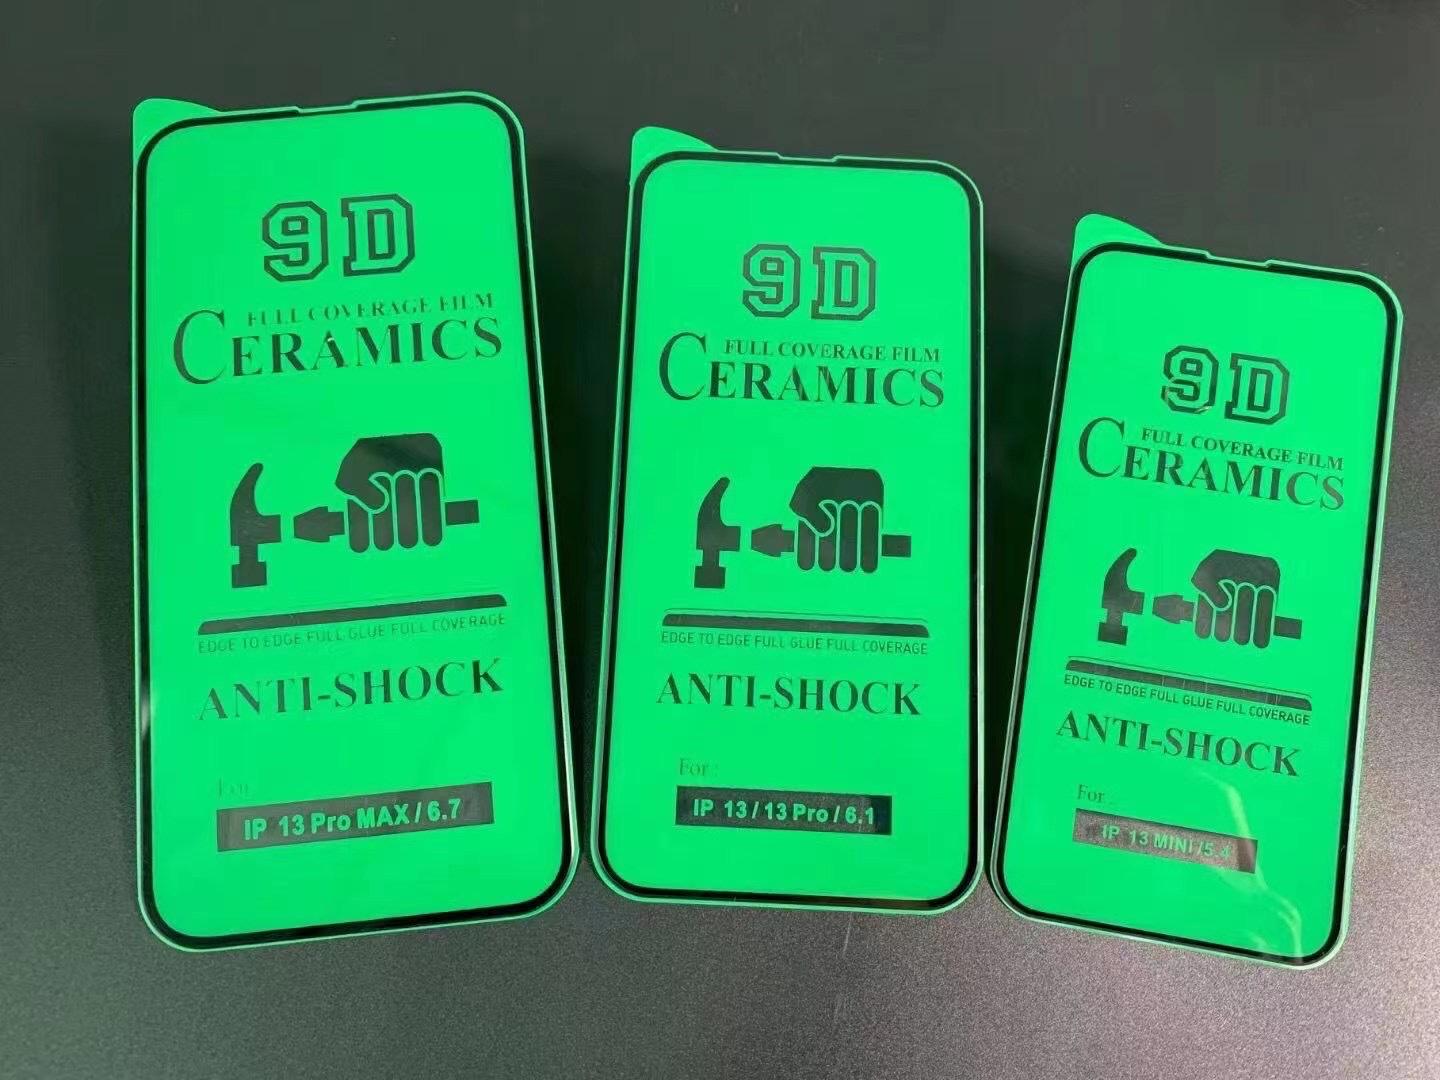 9D
FULL COVERAGE FILM
CERAMICS
EDGE TO EDGE FULL GLUE FULL COVERAGE
ANTI-SHOCK
For
IP 13 Pro MAX / 6.7
9D
FULL COVERAGE FILM
CERAMICS
EDGE TO EDGE FULL GLUE FULL COVERAGE
ANTI-SHOCK
For :
IP 13 / 13 Pro / 6.1
9D
FULL COVERAGE FILM
CERAMICS
EDGE TO EDGE FULL GLUE FULL COVERAGE
ANTI-SHOCK
For :
IP 13 MINI /5.4